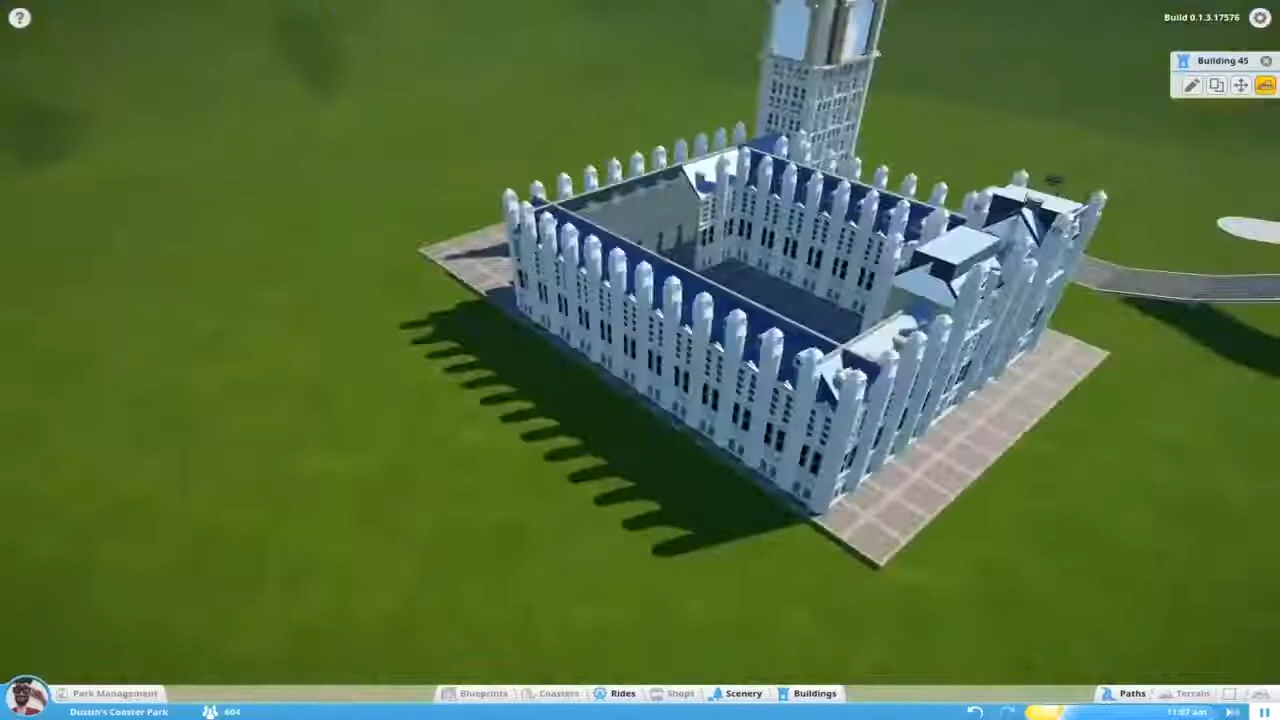 ?
Build 0.1.3.17576
Building 45
Park Management
Blueprints
Coasters
Rides
Shops
Scenery
Buildings
Paths
Terrain
Dustin's Coaster Park
604
11:07 am